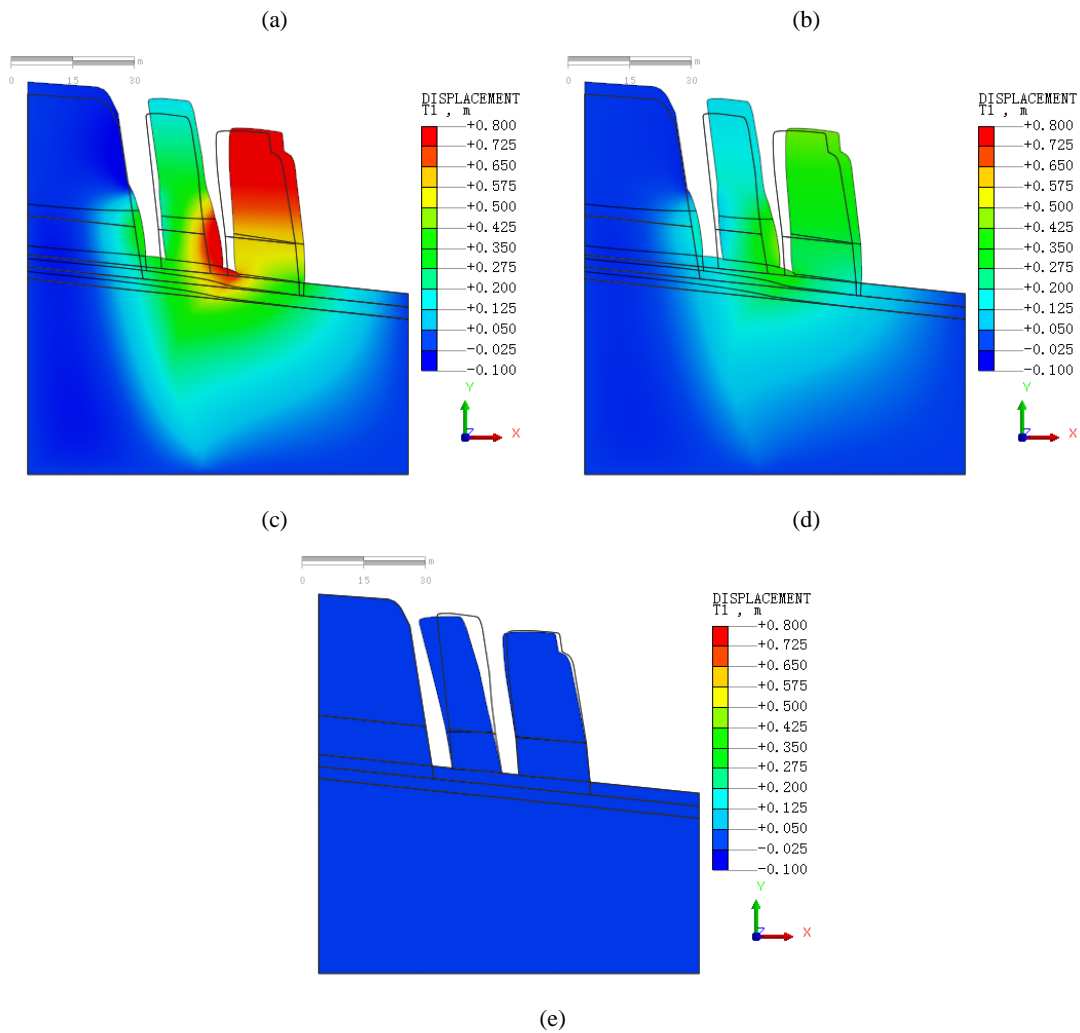 (a)
(b)
0 15 30 m
DISPLACEMENT
T1 , m
+0.800
+0.725
+0.650
+0.575
+0.500
+0.425
+0.350
+0.275
+0.200
+0.125
+0.050
-0.025
-0.100
Y
Z
X
0 15 30 m
DISPLACEMENT
T1 , m
+0.800
+0.725
+0.650
+0.575
+0.500
+0.425
+0.350
+0.275
+0.200
+0.125
+0.050
-0.025
-0.100
Y
Z
X
(c)
(d)
0 15 30 m
DISPLACEMENT
T1 , m
+0.800
+0.725
+0.650
+0.575
+0.500
+0.425
+0.350
+0.275
+0.200
+0.125
+0.050
-0.025
-0.100
Y
Z
X
(e)